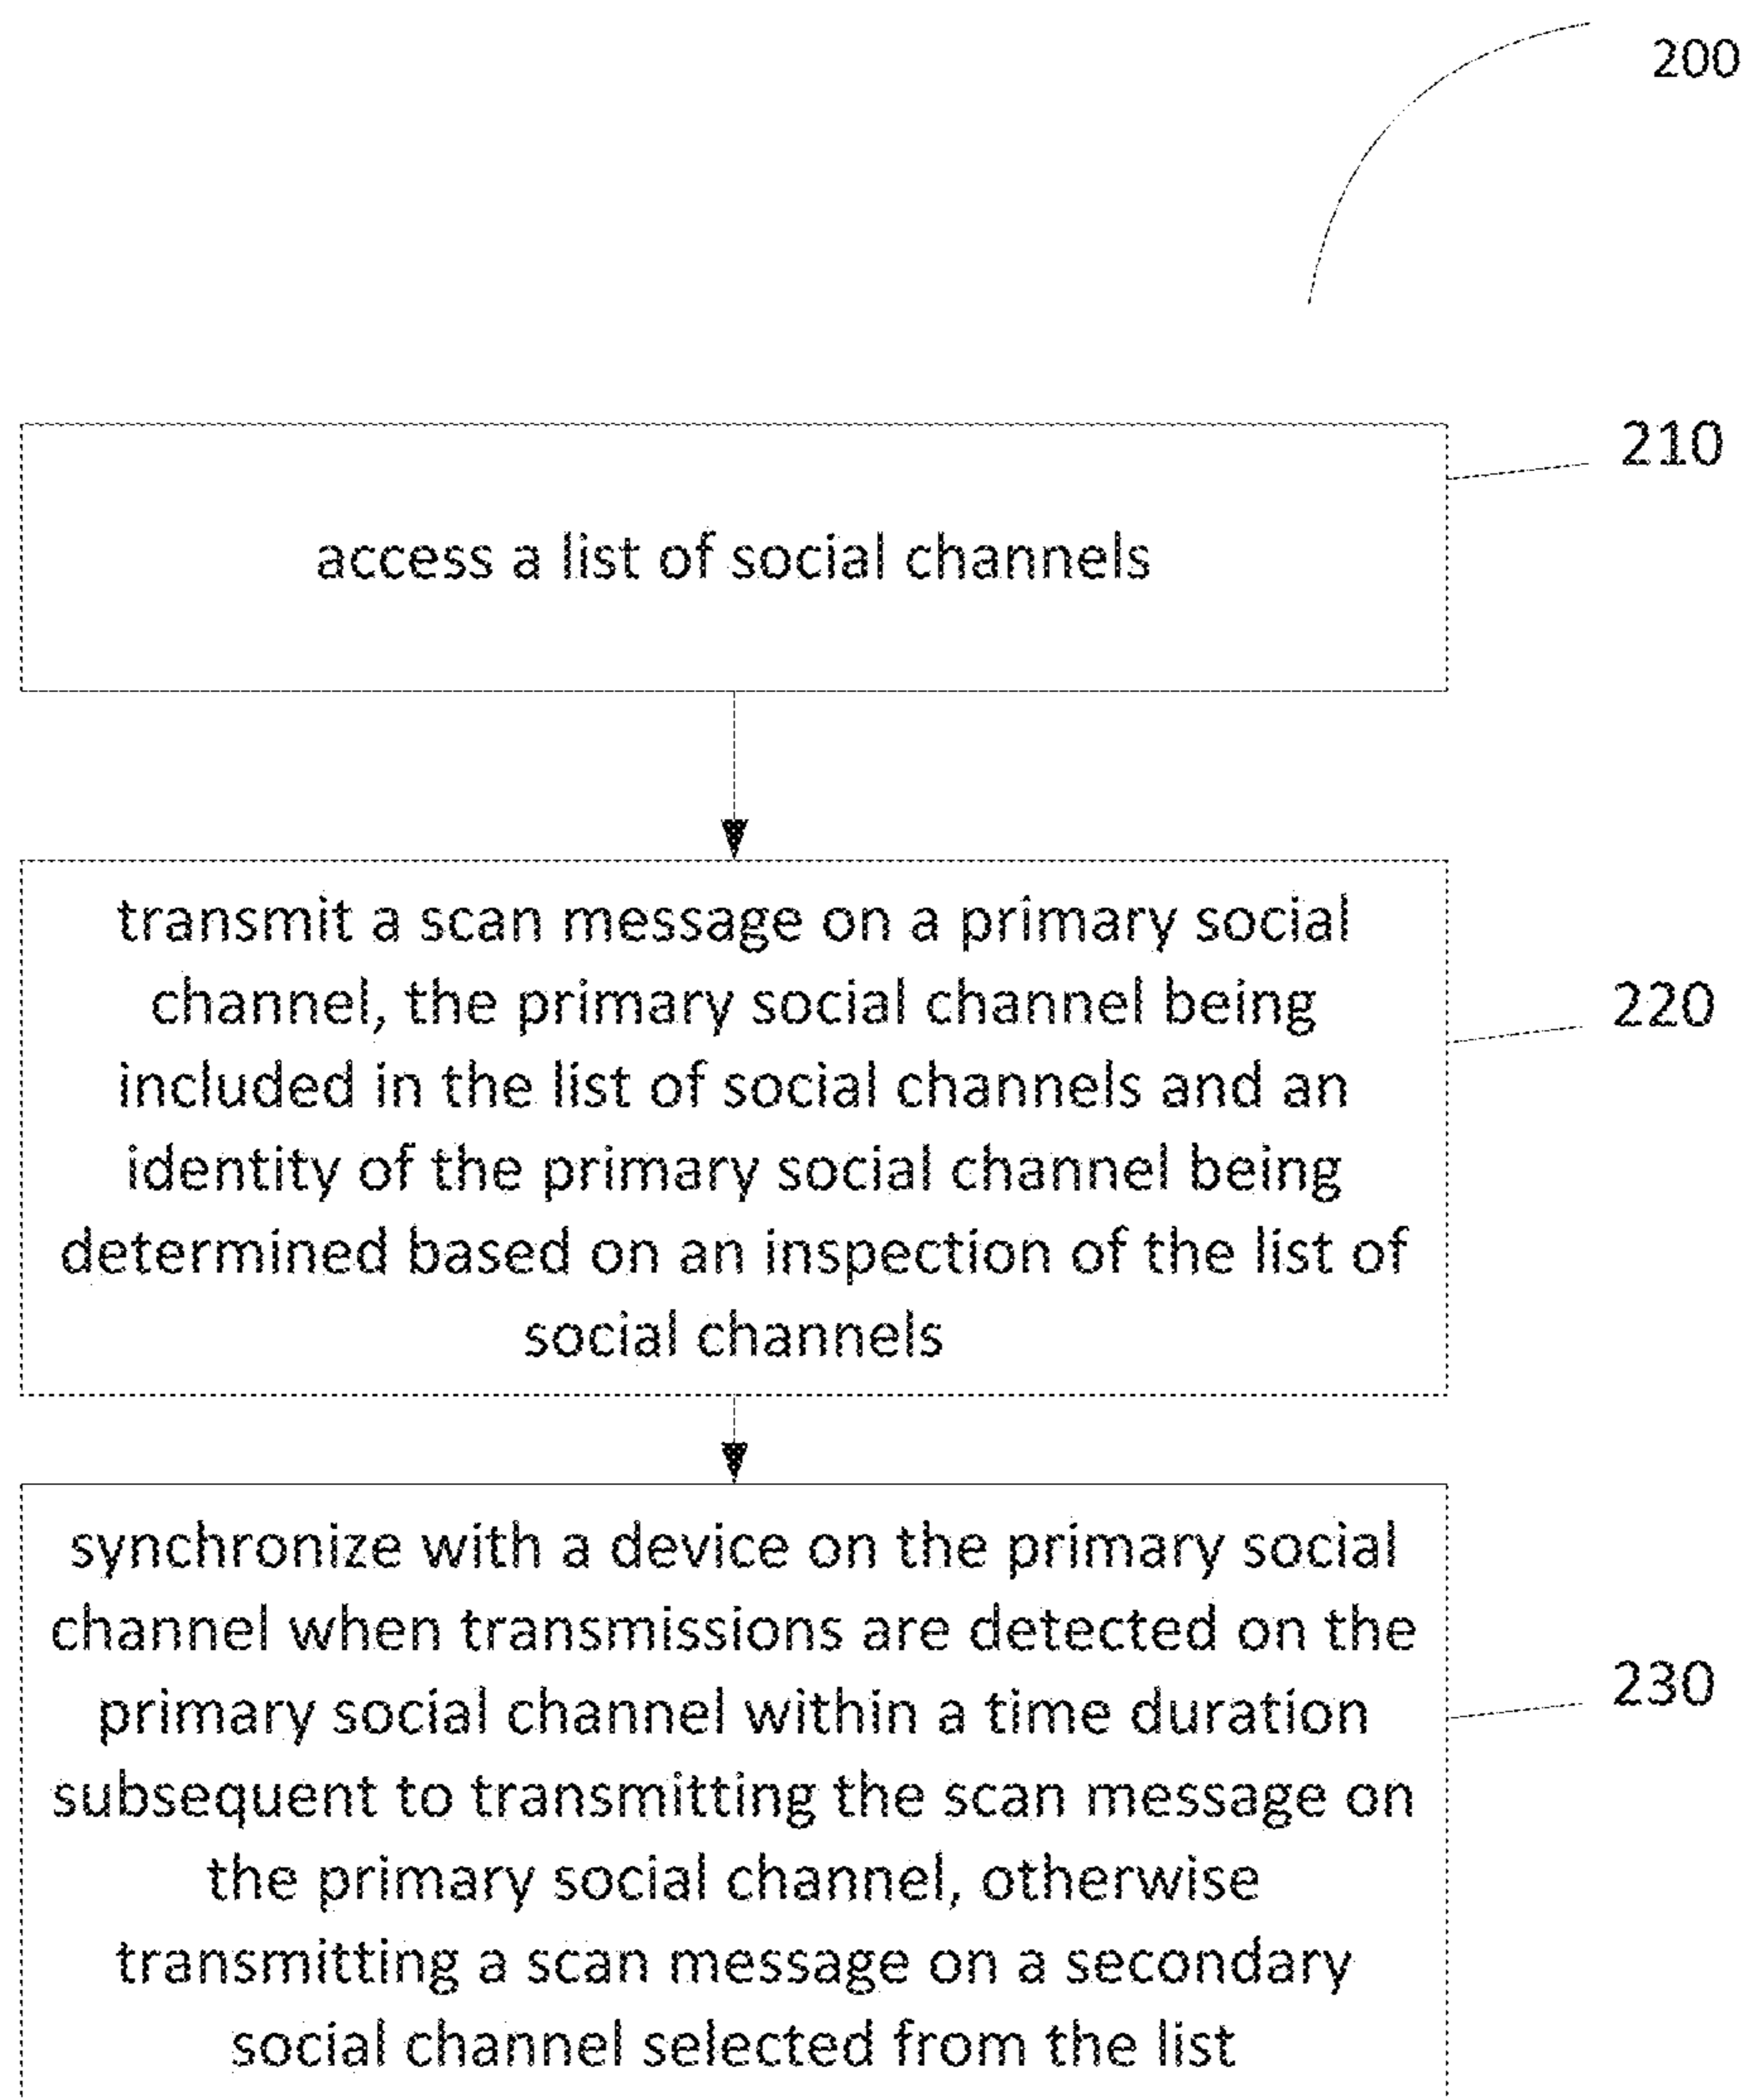 200
210
access a list of social channels
transmit a scan message on a primary social
channel, the primary social channel being
included in the list of social channels and an
identity of the primary social channel being
determined based on an inspection of the list of
social channels
220
synchronize with a device on the primary social
channel when transmissions are detected on the
primary social channel within a time duration
subsequent to transmitting the scan message on
the primary social channel, otherwise
transmitting a scan message on a secondary
social channel selected from the list
230